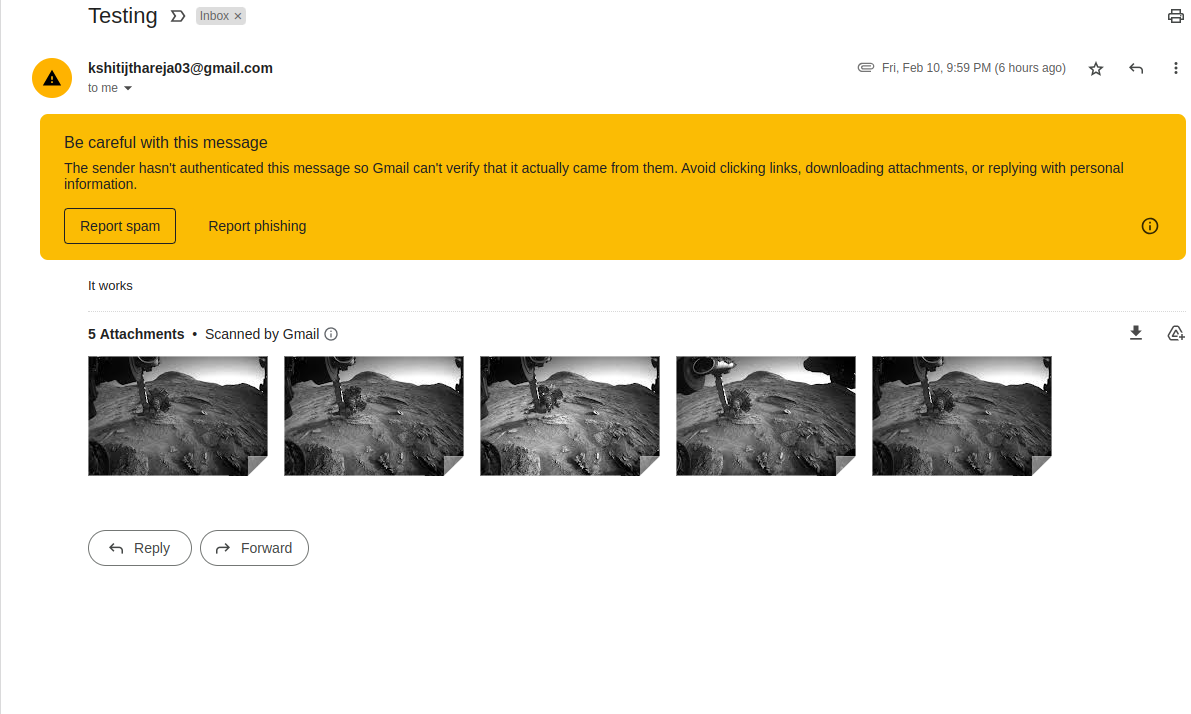 Testing
Inbox ×
kshitijthareja03@gmail.com
Fri, Feb 10, 9:59 PM (6 hours ago)
to me
Be careful with this message
The sender hasn't authenticated this message so Gmail can't verify that it actually came from them. Avoid clicking links, downloading attachments, or replying with personal
information.
Report spam
Report phishing
It works
5 Attachments • Scanned by Gmail
Reply
Forward